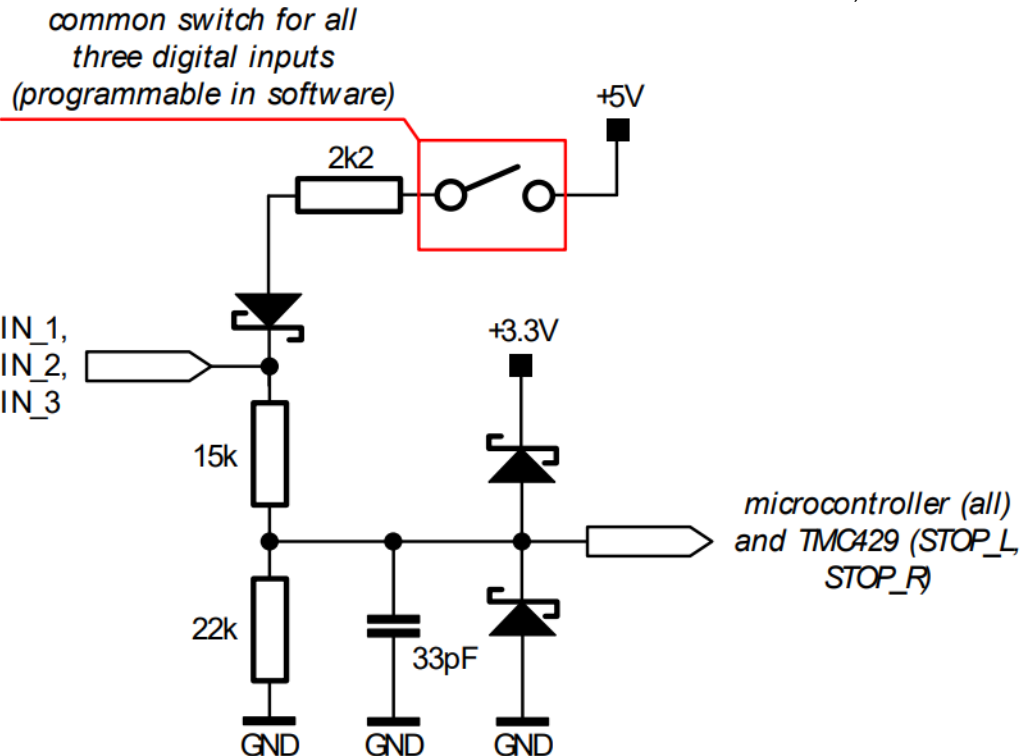 common switch for all
three digital inputs
(programmable in software)
+5V
2k2
IN_1,
IN_2,
IN_3
+3.3V
15k
microcontroller (all)
and TMC429 (STOP_L,
STOP_R)
22k
33pF
GND
GND
GND